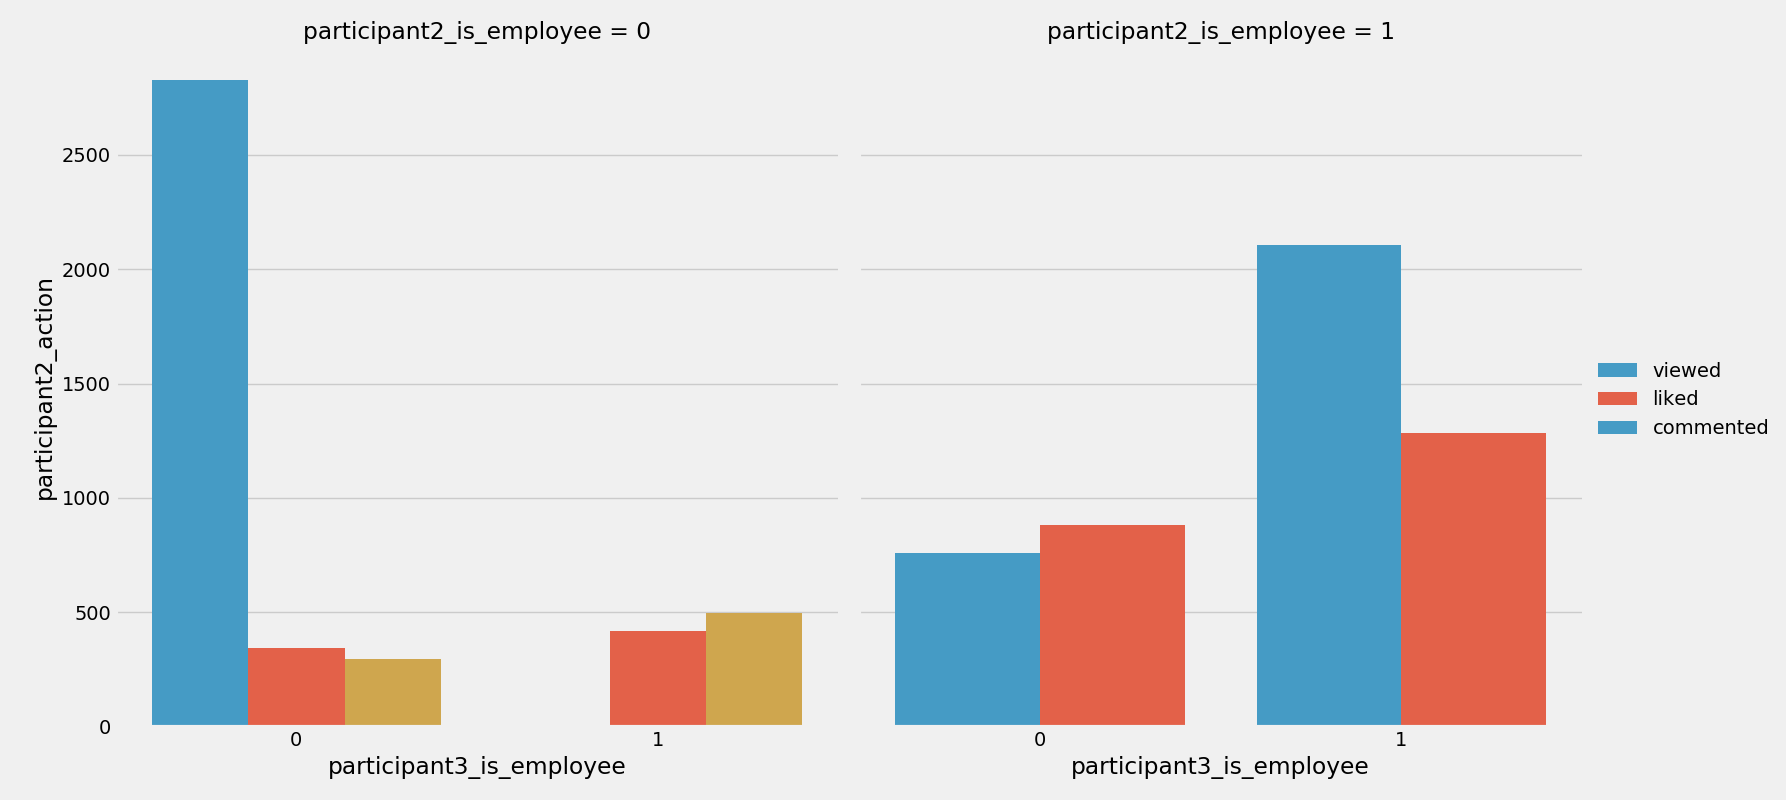 participant2_is_employee = 0
participant2_is_employee = 1
participant2_action
2500
2000
1500
1000
500
0
0
1
0
1
participant3_is_employee
participant3_is_employee
viewed
liked
commented